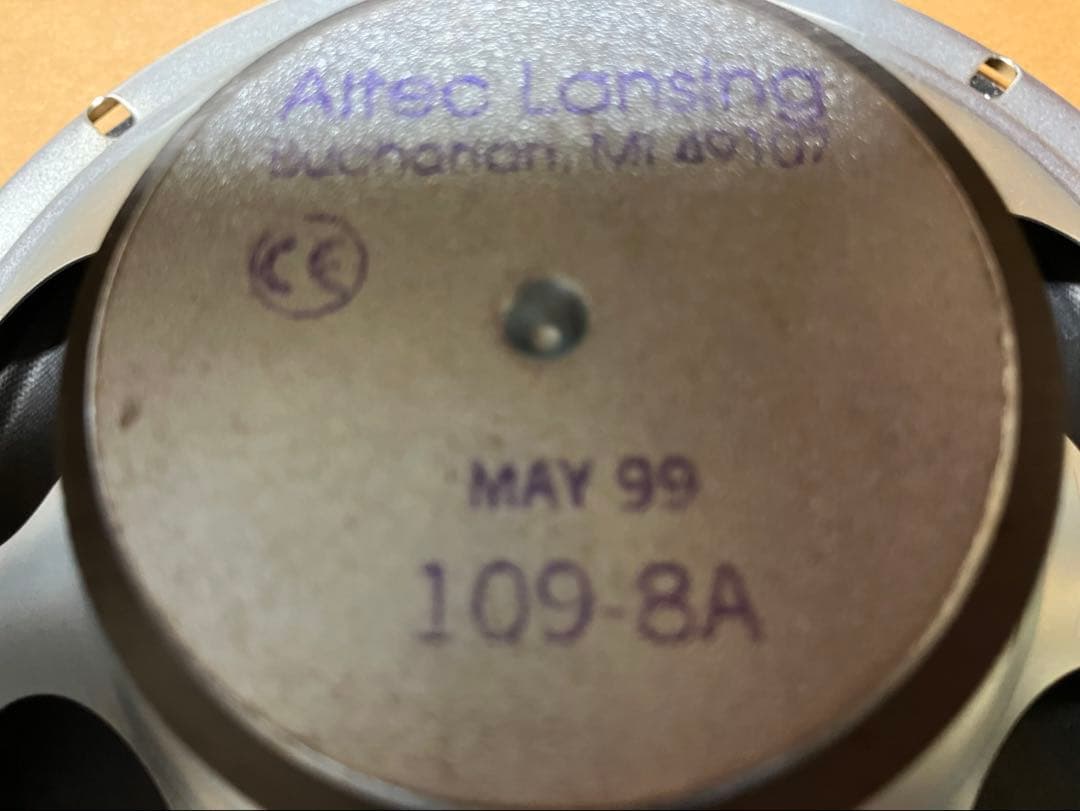 Altec Lansing
Buchanan, MI 49107
CE
MAY 99
109-8A